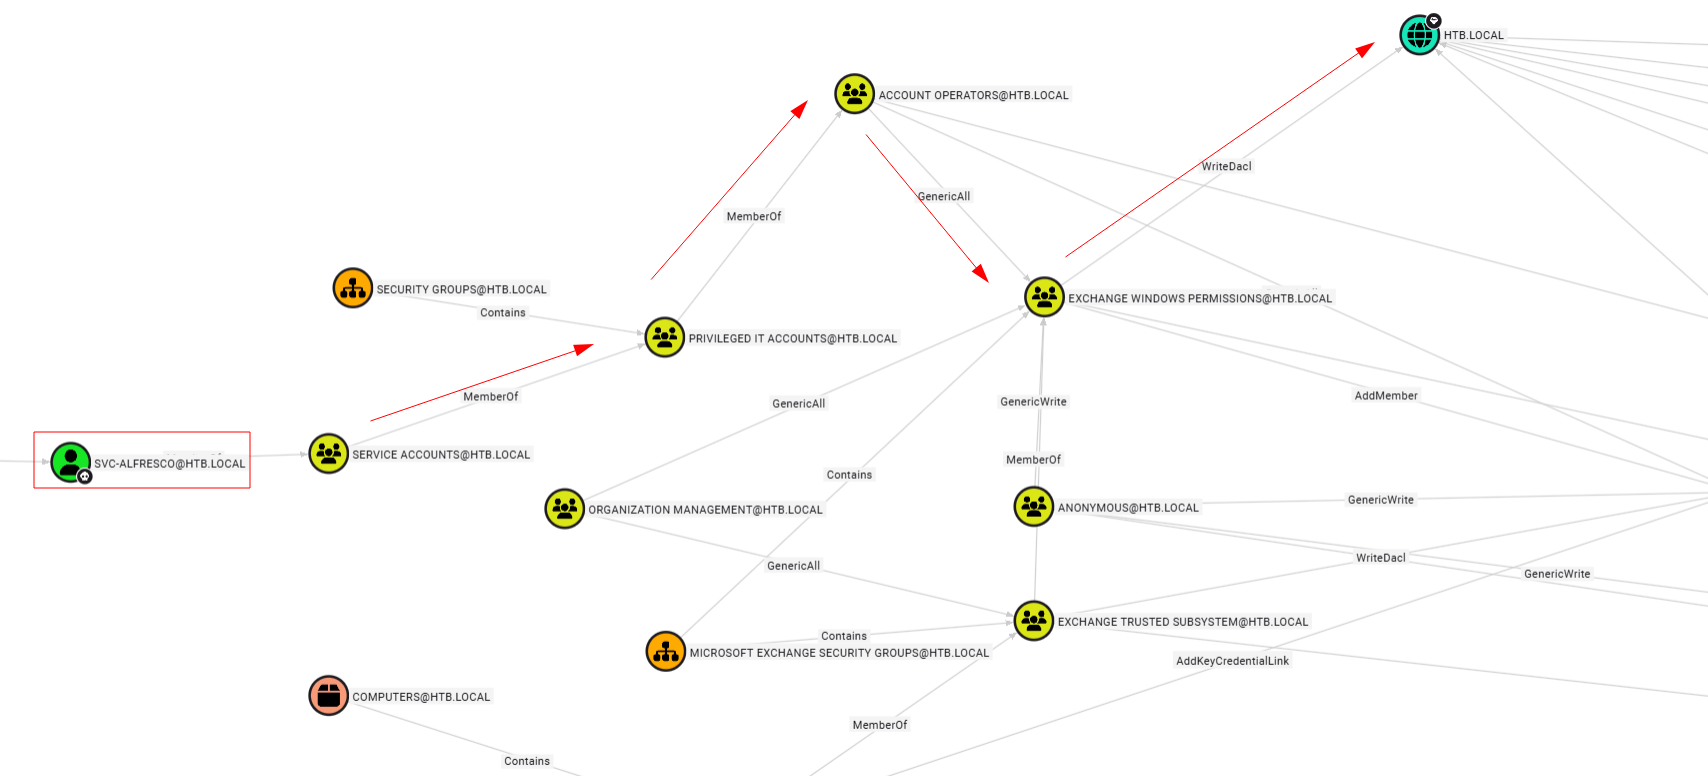 HTB.LOCAL
ACCOUNT OPERATORS@HTB.LOCAL
WriteDacl
GenericAll
MemberOf
SECURITY GROUPS@HTB.LOCAL
EXCHANGE WINDOWS PERMISSIONS@HTB.LOCAL
Contains
PRIVILEGED IT ACCOUNTS@HTB.LOCAL
MemberOf
GenericAll
GenericWrite
AddMember
SERVICE ACCOUNTS@HTB.LOCAL
SVC-ALFRESCO@HTB.LOCAL
MemberOf
Contains
GenericWrite
ORGANIZATION MANAGEMENT@HTB.LOCAL
ANONYMOUS@HTB.LOCAL
GenericAll
WriteDacl
GenericWrite
EXCHANGE TRUSTED SUBSYSTEM@HTB.LOCAL
Contains
MICROSOFT EXCHANGE SECURITY GROUPS@HTB.LOCAL
AddKeyCredentialLink
COMPUTERS@HTB.LOCAL
MemberOf
Contains